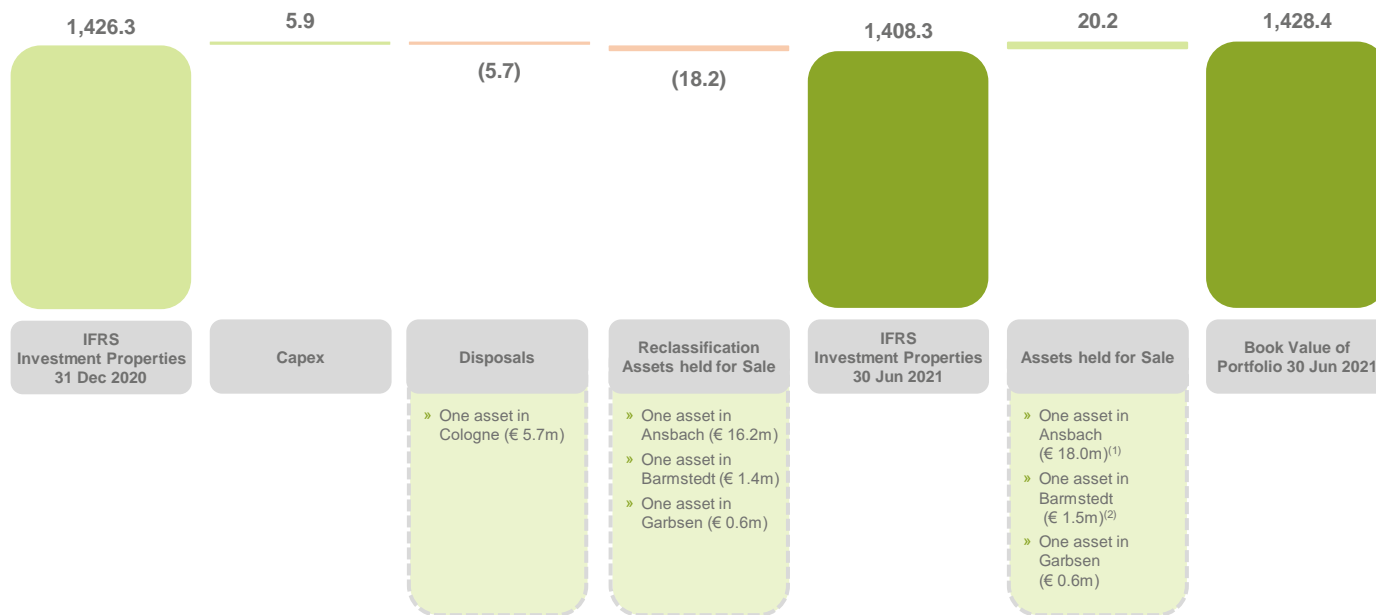 1,426.3
5.9
(5.7)
(18.2)
1,408.3
20.2
1,428.4
IFRS
Investment Properties
31 Dec 2020
Capex
Disposals
Reclassification
Assets held for Sale
IFRS
Investment Properties
30 Jun 2021
Assets held for Sale
Book Value of
Portfolio 30 Jun 2021
» One asset in
Cologne (€ 5.7m)
» One asset in
Ansbach (€ 16.2m)
» One asset in
Barmstedt (€ 1.4m)
» One asset in
Garbsen (€ 0.6m)
» One asset in
Ansbach
(€ 18.0m)(1)
» One asset in
Barmstedt
(€ 1.5m)(2)
» One asset in
Garbsen
(€ 0.6m)